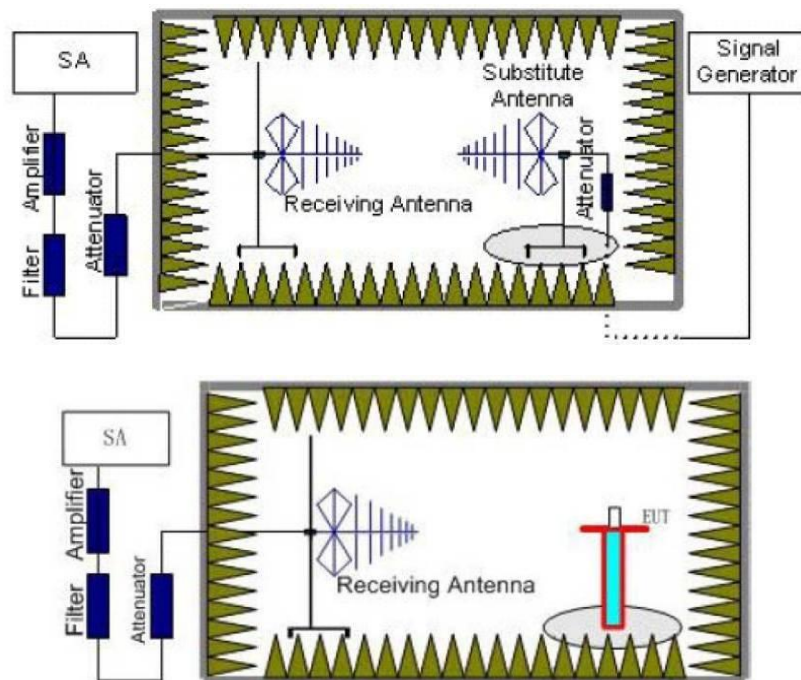 SA
Signal
Generator
Substitute
Antenna
Amplifier
Attenuator
Attenuator
Receiving Antenna
Filter
SA
Amplifier
EUT
Filter
Attenuator
Receiving Antenna